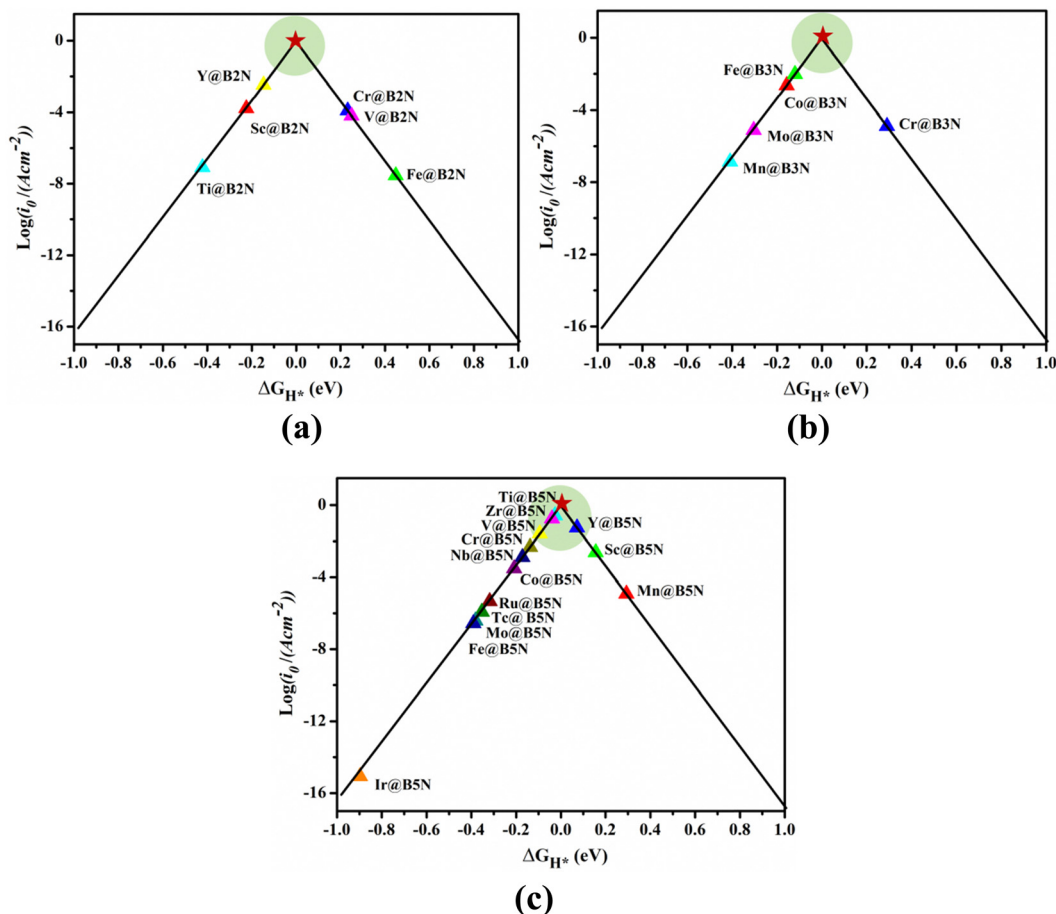 0
-4
-8
-12
-16
Log(i₀/(Acm⁻²))
Y@B2N
Sc@B2N
Ti@B2N
Cr@B2N
V@B2N
Fe@B2N
-1.0 -0.8 -0.6 -0.4 -0.2 0.0 0.2 0.4 0.6 0.8 1.0
ΔG_H* (eV)
(a)
0
-4
-8
-12
-16
Log(i₀/(Acm⁻²))
Fe@B3N
Co@B3N
Mo@B3N
Mn@B3N
Cr@B3N
-1.0 -0.8 -0.6 -0.4 -0.2 0.0 0.2 0.4 0.6 0.8 1.0
ΔG_H* (eV)
(b)
0
-4
-8
-12
-16
Log(i₀/(Acm⁻²))
Ti@B5N
Zr@B5N
V@B5N
Cr@B5N
Nb@B5N
Co@B5N
Ru@B5N
Tc@B5N
Mo@B5N
Fe@B5N
Ir@B5N
Y@B5N
Sc@B5N
Mn@B5N
-1.0 -0.8 -0.6 -0.4 -0.2 0.0 0.2 0.4 0.6 0.8 1.0
ΔG_H* (eV)
(c)